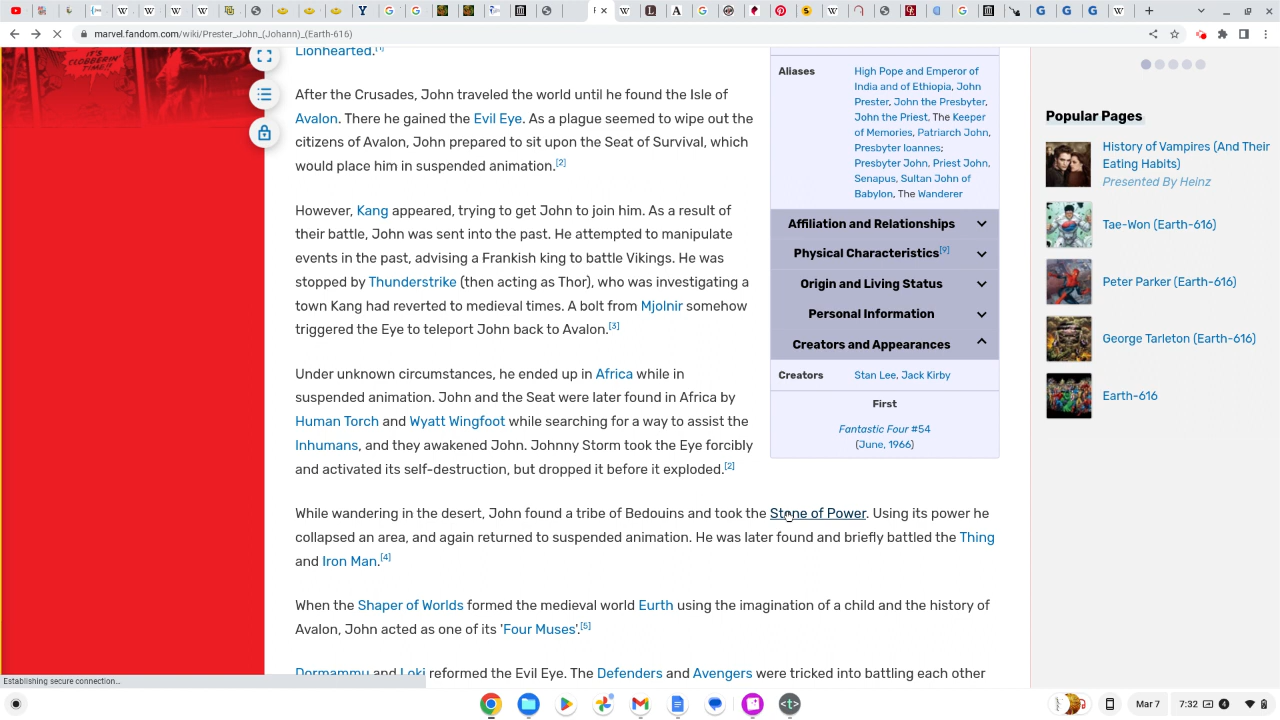 marvel.fandom.com/wiki/Prester_John_(Johann)_(Earth-616)
IT'S
CLOBBERIN'
TIME!!
Lionhearted.[1]
After the Crusades, John traveled the world until he found the Isle of
Avalon. There he gained the Evil Eye. As a plague seemed to wipe out the
citizens of Avalon, John prepared to sit upon the Seat of Survival, which
would place him in suspended animation.[2]
However, Kang appeared, trying to get John to join him. As a result of
their battle, John was sent into the past. He attempted to manipulate
events in the past, advising a Frankish king to battle Vikings. He was
stopped by Thunderstrike (then acting as Thor), who was investigating a
town Kang had reverted to medieval times. A bolt from Mjolnir somehow
triggered the Eye to teleport John back to Avalon.[3]
Under unknown circumstances, he ended up in Africa while in
suspended animation. John and the Seat were later found in Africa by
Human Torch and Wyatt Wingfoot while searching for a way to assist the
Inhumans, and they awakened John. Johnny Storm took the Eye forcibly
and activated its self-destruction, but dropped it before it exploded.[2]
While wandering in the desert, John found a tribe of Bedouins and took the Stone of Power. Using its power he
collapsed an area, and again returned to suspended animation. He was later found and briefly battled the Thing
and Iron Man.[4]
When the Shaper of Worlds formed the medieval world Eurth using the imagination of a child and the history of
Avalon, John acted as one of its 'Four Muses'.[5]
Dormammu and Loki reformed the Evil Eye. The Defenders and Avengers were tricked into battling each other
Aliases
High Pope and Emperor of
India and of Ethiopia, John
Prester, John the Presbyter,
John the Priest, The Keeper
of Memories, Patriarch John,
Presbyter Ioannes;
Presbyter John, Priest John,
Senapus, Sultan John of
Babylon, The Wanderer
Affiliation and Relationships
Physical Characteristics[9]
Origin and Living Status
Personal Information
Creators and Appearances
Creators Stan Lee, Jack Kirby
First
Fantastic Four #54
(June, 1966)
Popular Pages
History of Vampires (And Their
Eating Habits)
Presented By Heinz
Tae-Won (Earth-616)
Peter Parker (Earth-616)
George Tarleton (Earth-616)
Earth-616
Establishing secure connection...
Mar 7
7:32
4